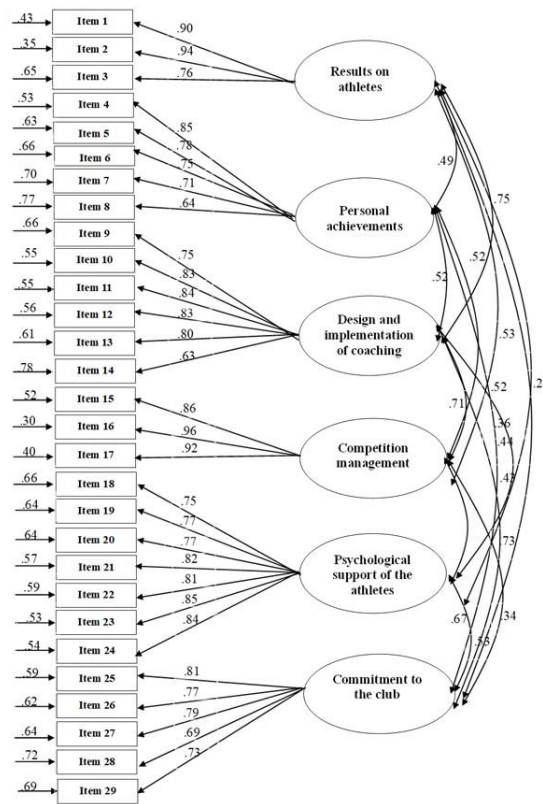 .43 Item 1 .90
.35 Item 2 .94
.65 Item 3 .76
Results on
athletes
.53 Item 4 .85
.63 Item 5 .78
.66 Item 6 .75
.70 Item 7 .71
.77 Item 8 .64
Personal
achievements
.66 Item 9 .75
.55 Item 10 .83
.55 Item 11 .84
.56 Item 12 .83
.61 Item 13 .80
.78 Item 14 .63
Design and
implementation
of coaching
.52 Item 15 .86
.30 Item 16 .96
.40 Item 17 .92
Competition
management
.66 Item 18 .75
.64 Item 19 .77
.64 Item 20 .77
.57 Item 21 .82
.59 Item 22 .81
.53 Item 23 .85
.54 Item 24 .84
Psychological
support of the
athletes
.59 Item 25 .81
.62 Item 26 .77
.64 Item 27 .79
.72 Item 28 .69
.69 Item 29 .73
Commitment to
the club
.49
.75
.52
.52
.53
.2
.52
.36
.71
.44
.43
.73
.34
.67
.53